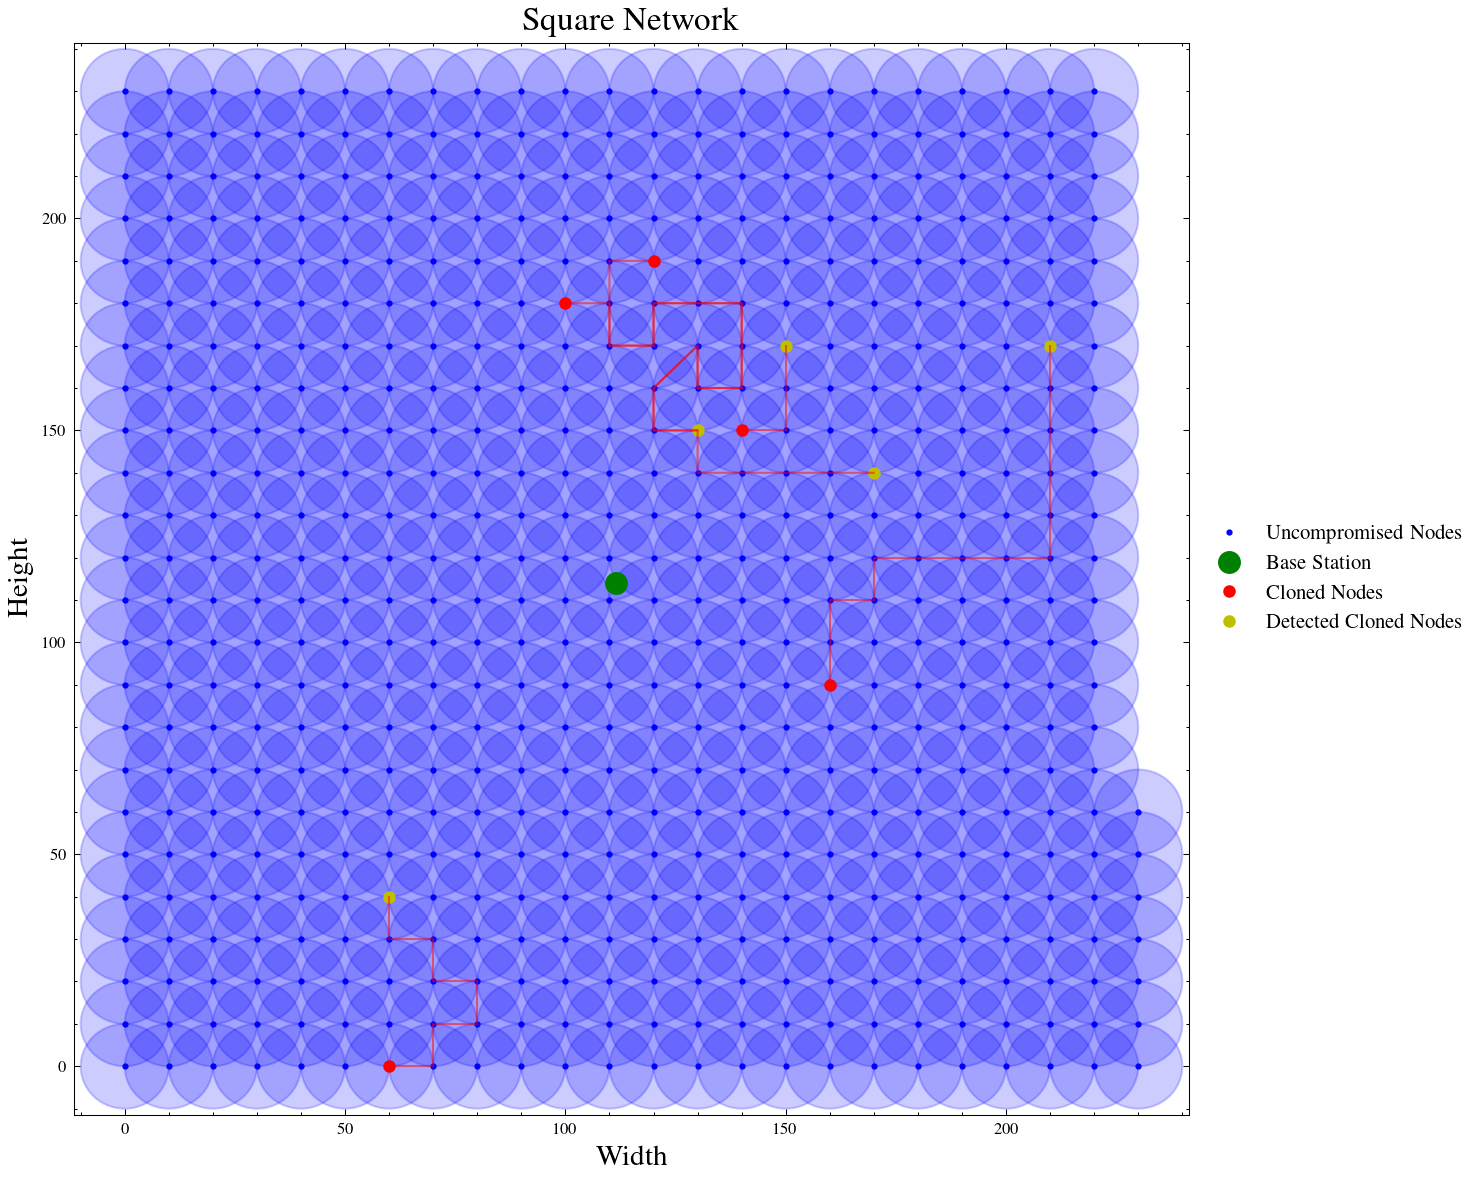 Square Network
Height
200
150
100
50
0
0 50 100 150 200
Width
Uncompromised Nodes
Base Station
Cloned Nodes
Detected Cloned Nodes